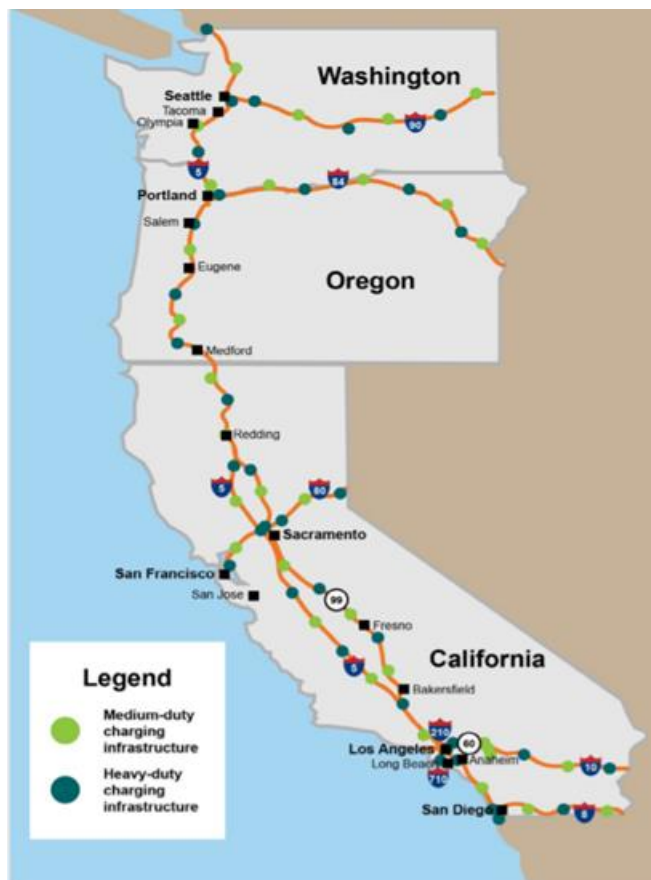 Washington
Seattle
Tacoma
Olympia
90
5
Portland
84
Salem
Eugene
Oregon
Medford
Redding
5
80
Sacramento
San Francisco
San Jose
99
Fresno
5
California
Bakersfield
210
60
Los Angeles
Anaheim
Long Beach
10
710
San Diego
8
Legend
Medium-duty
charging
infrastructure
Heavy-duty
charging
infrastructure